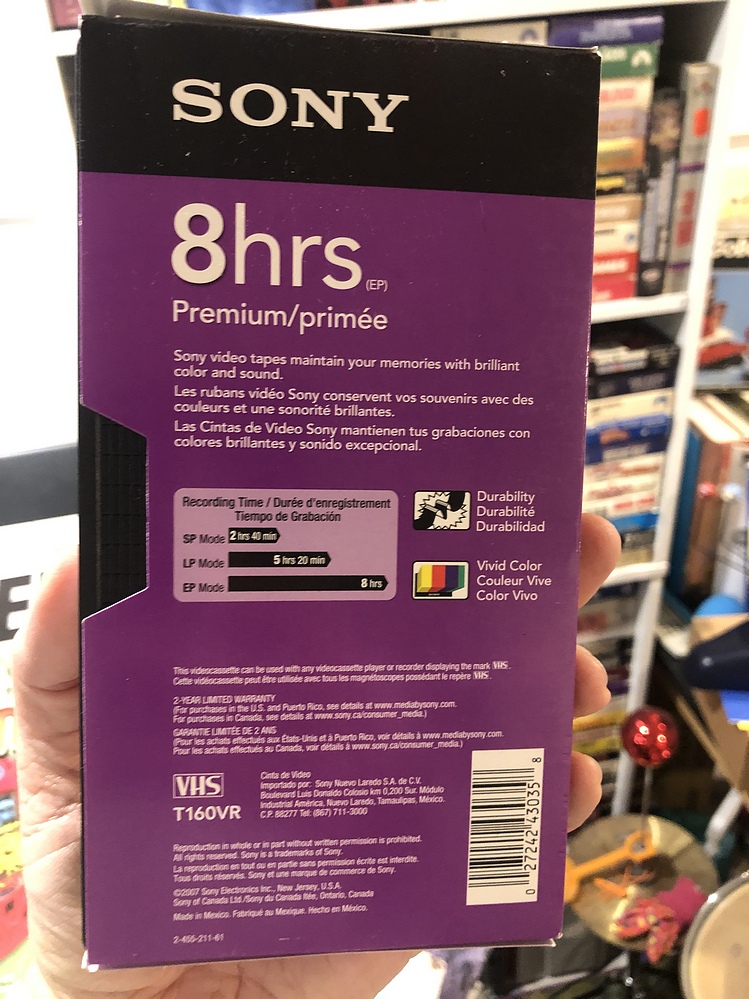 SONY
8hrs (EP)
Premium/primée
Sony video tapes maintain your memories with brilliant
color and sound.
Les rubans vidéo Sony conservent vos souvenirs avec des
couleurs et une sonorité brillantes.
Las Cintas de Video Sony mantienen tus grabaciones con
colores brillantes y sonido excepcional.
Recording Time / Durée d'enregistrement
Tiempo de Grabación
SP Mode 2 hrs 40 min
LP Mode 5 hrs 20 min
EP Mode 8 hrs
Durability
Durabilité
Durabilidad
Vivid Color
Couleur Vive
Color Vivo
This videocassette can be used with any videocassette player or recorder displaying the mark VHS.
Cette vidéocassette peut être utilisée avec tous les magnétoscopes possédant le repère VHS.
2-YEAR LIMITED WARRANTY
(For purchases in the U.S. and Puerto Rico, see details at www.mediabysony.com.
For purchases in Canada, see details at www.sony.ca/consumer_media.)
GARANTIE LIMITÉE DE 2 ANS
(Pour les achats effectués aux États-Unis et à Puerto Rico, voir détails à www.mediabysony.com.
Pour les achats effectués au Canada, voir détails à www.sony.ca/consumer_media.)
VHS
T160VR
Cinta de Video
Importado por: Sony Nuevo Laredo S.A. de C.V.
Boulevard Luis Donaldo Colosio km 0,200 Sur. Módulo
Industrial América, Nuevo Laredo, Tamaulipas, México.
C.P. 88277 Tel: (867) 711-3000
0 27242 43035 8
Reproduction in whole or in part without written permission is prohibited.
All rights reserved. Sony is a trademarks of Sony.
La reproduction en tout ou en partie sans permission écrite est interdite.
Tous droits réservés. Sony est une marque de commerce de Sony.
©2007 Sony Electronics Inc., New Jersey, U.S.A.
Sony of Canada Ltd./Sony du Canada ltée, Ontario, Canada
Made in Mexico. Fabriqué au Mexique. Hecho en México.
2-455-211-61